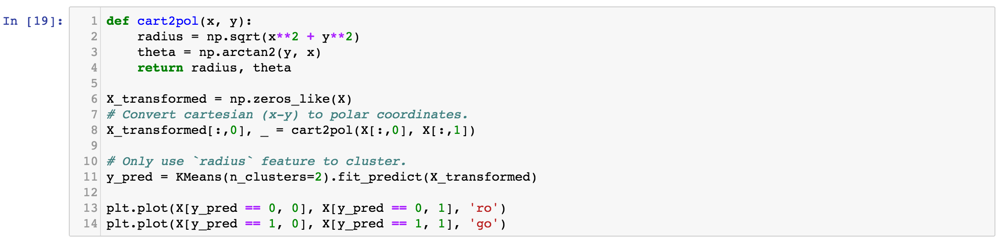 In [19]:
1 def cart2pol(x, y):
2     radius = np.sqrt(x**2 + y**2)
3     theta = np.arctan2(y, x)
4     return radius, theta
5
6 X_transformed = np.zeros_like(X)
7 # Convert cartesian (x-y) to polar coordinates.
8 X_transformed[:,0], _ = cart2pol(X[:,0], X[:,1])
9
10 # Only use `radius` feature to cluster.
11 y_pred = KMeans(n_clusters=2).fit_predict(X_transformed)
12
13 plt.plot(X[y_pred == 0, 0], X[y_pred == 0, 1], 'ro')
14 plt.plot(X[y_pred == 1, 0], X[y_pred == 1, 1], 'go')